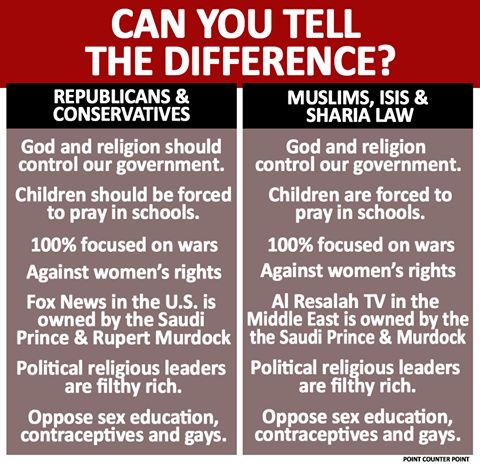 CAN YOU TELL
THE DIFFERENCE?
REPUBLICANS &
CONSERVATIVES
God and religion should
control our government.
Children should be forced
to pray in schools.
100% focused on wars
Against women's rights
Fox News in the U.S. is
owned by the Saudi
Prince & Rupert Murdock
Political religious leaders
are filthy rich.
Oppose sex education,
contraceptives and gays.
MUSLIMS, ISIS &
SHARIA LAW
God and religion
control our government.
Children are forced to
pray in schools.
100% focused on wars
Against women's rights
Al Resalah TV in the
Middle East is owned by the
the Saudi Prince & Murdock
Political religious leaders
are filthy rich.
Oppose sex education,
contraceptives and gays.
POINT COUNTER POINT